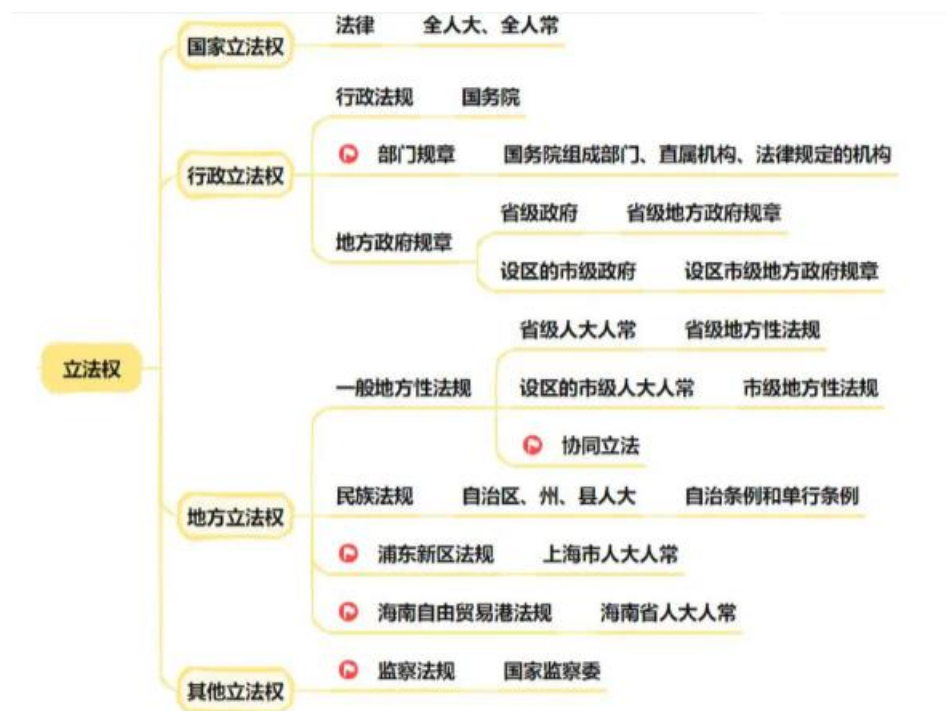 立法权
国家立法权
法律 全人大、全人常
行政立法权
行政法规 国务院
部门规章 国务院组成部门、直属机构、法律规定的机构
地方政府规章
省级政府 省级地方政府规章
设区的市级政府 设区市级地方政府规章
地方立法权
一般地方性法规
省级人大人常 省级地方性法规
设区的市级人大人常 市级地方性法规
协同立法
民族法规 自治区、州、县人大 自治条例和单行条例
浦东新区法规 上海市人大人常
海南自由贸易港法规 海南省人大人常
其他立法权
监察法规 国家监察委